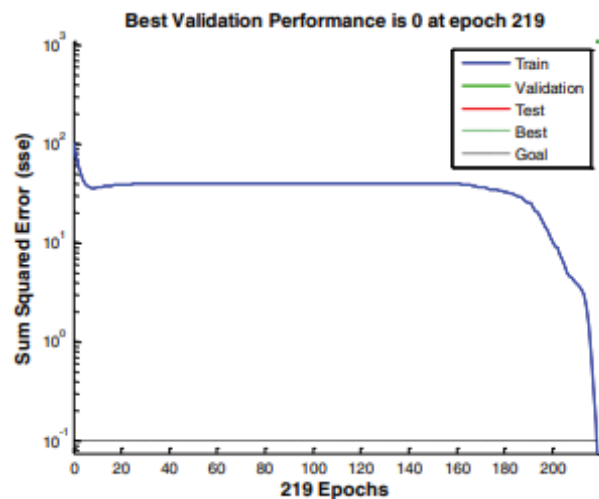 Best Validation Performance is 0 at epoch 219
10^3
10^2
10^1
10^0
10^-1
Sum Squared Error (sse)
Train
Validation
Test
Best
Goal
0 20 40 60 80 100 120 140 160 180 200
219 Epochs